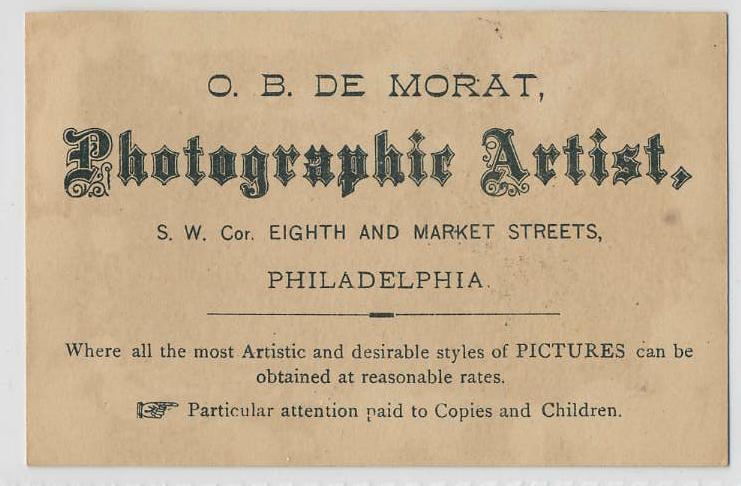 O. B. DE MORAT,
Photographic Artist,
S. W. Cor. EIGHTH AND MARKET STREETS,
PHILADELPHIA.
Where all the most Artistic and desirable styles of PICTURES can be
obtained at reasonable rates.
☞ Particular attention paid to Copies and Children.